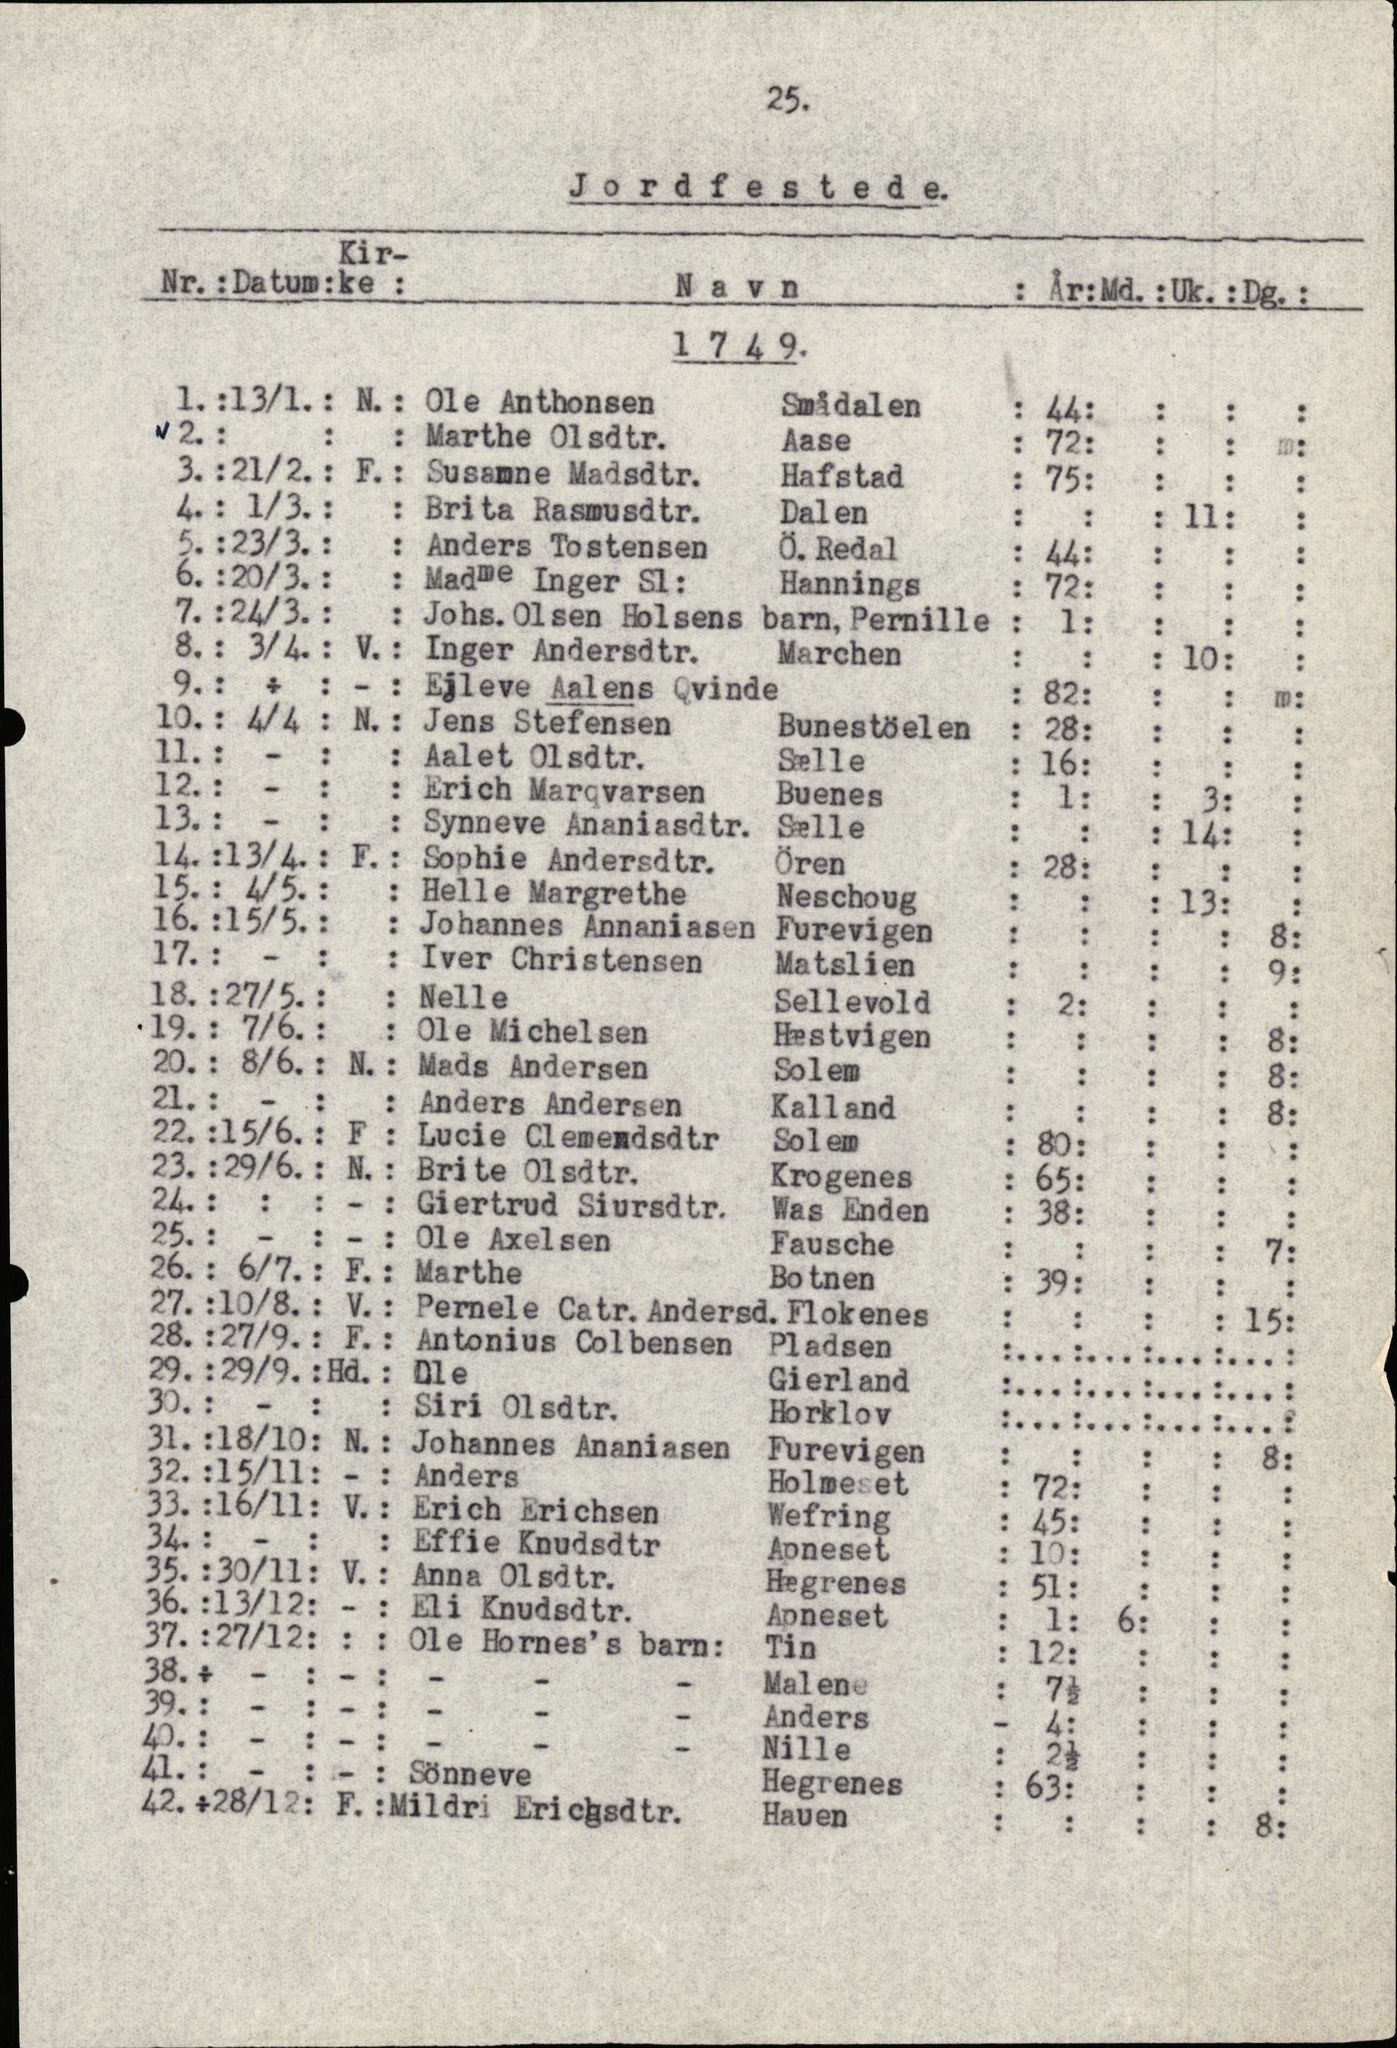 25.
Jordfestede.
Kir-
Nr.:Datum:ke : Navn : År:Md.:Uk.:Dg.:
1749.
1.:13/1.: N.: Ole Anthonsen Smådalen : 44: : : :
2.: : : Marthe Olsdtr. Aase : 72: : : m:
3.:21/2.: F.: Susanne Madsdtr. Hafstad : 75: : : :
4.: 1/3.: : Brita Rasmusdtr. Dalen : : : 11: :
5.:23/3.: : Anders Tostensen Ö.Redal : 44: : : :
6.:20/3.: : Madme Inger Sl: Hannings : 72: : : :
7.:24/3.: : Johs.Olsen Holsens barn, Pernille : 1: : : :
8.: 3/4.: V.: Inger Andersdtr. Marchen : : : 10: :
9.: ÷ : - : Ejleve Aalens Qvinde : 82: : : m:
10.: 4/4 : N.: Jens Stefensen Bunestöelen : 28: : : :
11.: - : : Aalet Olsdtr. Sælle : 16: : : :
12.: - : : Erich Marqvarsen Buenes : 1: : 3: :
13.: - : : Synneve Ananiasdtr. Sælle : : : 14: :
14.:13/4.: F.: Sophie Andersdtr. Ören : 28: : : :
15.: 4/5.: : Helle Margrethe Neschoug : : : 13: :
16.:15/5.: : Johannes Annaniasen Furevigen : : : : 8:
17.: - : : Iver Christensen Matslien : : : : 9:
18.:27/5.: : Nelle Sellevold : 2: : : :
19.: 7/6.: : Ole Michelsen Hæstvigen : : : : 8:
20.: 8/6.: N.: Mads Andersen Solem : : : : 8:
21.: - : : Anders Andersen Kalland : : : : 8:
22.:15/6.: F : Lucie Clemendsdtr Solem : 80: : : :
23.:29/6.: N.: Brite Olsdtr. Krogenes : 65: : : :
24.: : : - : Giertrud Siursdtr. Was Enden : 38: : : :
25.: - : - : Ole Axelsen Fausche : : : : 7:
26.: 6/7.: F.: Marthe Botnen : 39: : : :
27.:10/8.: V.: Pernele Catr. Andersd. Flokenes : : : : 15:
28.:27/9.: F.: Antonius Colbensen Pladsen :...:...:...:...:
29.:29/9.:Hd.: Ole Gierland :...:...:...:...:
30.: - : : Siri Olsdtr. Horklov :...:...:...:...:
31.:18/10: N.: Johannes Ananiasen Furevigen : : : : 8:
32.:15/11: - : Anders Holmeset : 72: : : :
33.:16/11: V.: Erich Erichsen Wefring : 45: : : :
34.: - : : Effie Knudsdtr Apneset : 10: : : :
35.:30/11: V.: Anna Olsdtr. Hægrenes : 51: : : :
36.:13/12: - : Eli Knudsdtr. Apneset : 1: 6: : :
37.:27/12: : : Ole Hornes's barn: Tin : 12: : : :
38.÷ - : - : - - - Malene : 7½ : : :
39.: - : - : - - - Anders - 4: : : :
40.: - : - : - - - Nille : 2½ : : :
41.: - : - : Sönneve Hegrenes : 63: : : :
42.÷28/12: F.:Mildri Erichsdtr. Hauen : : : : 8: